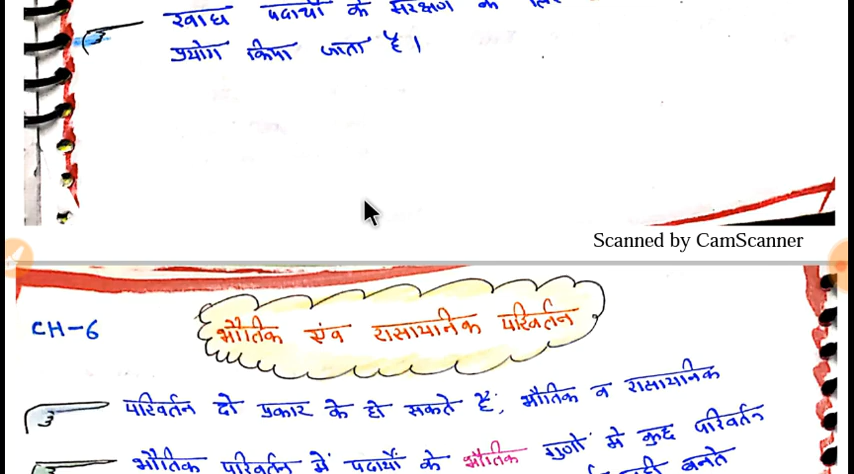 खाद्य पदार्थो के संरक्षण के
प्रयोग किया जाता है।
Scanned by CamScanner
CH-6
भौतिक एंव रासायनिक परिवर्तन
परिवर्तन दो प्रकार के हो सकते हैं, भौतिक व रासायनिक
भौतिक परिवर्तन में पदार्थो के भौतिक गुणो मे कुछ परिवर्तन
बनते